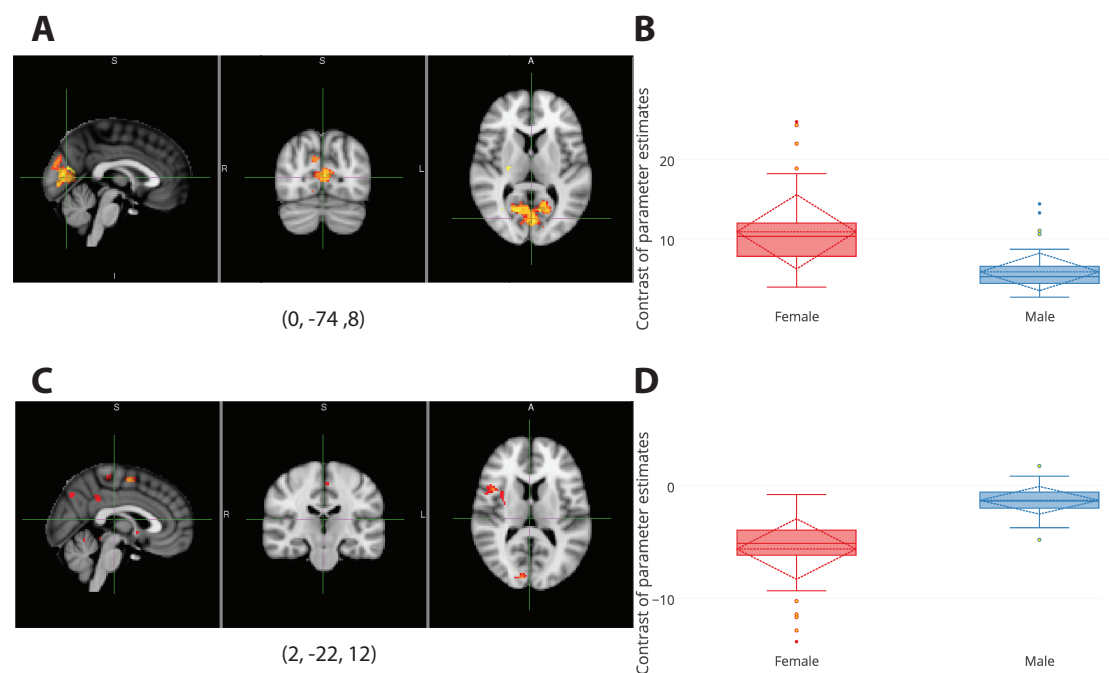 A
S
S
A
R
L
I
(0, -74 ,8)
B
Contrast of parameter estimates
20
10
Female
Male
C
S
S
A
R
L
(2, -22, 12)
D
Contrast of parameter estimates
0
−10
Female
Male